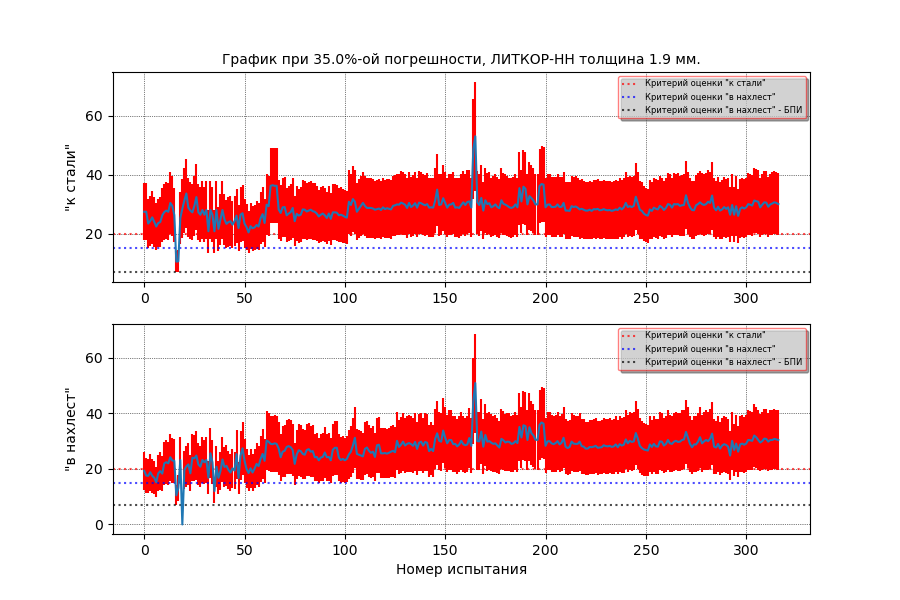 График при 35.0%-ой погрешности, ЛИТКОР-НН толщина 1.9 мм.
"к стали"
60
40
20
0 50 100 150 200 250 300
Критерий оценки "к стали"
Критерий оценки "в нахлест"
Критерий оценки "в нахлест" - БПИ
"в нахлест"
60
40
20
0
0 50 100 150 200 250 300
Критерий оценки "к стали"
Критерий оценки "в нахлест"
Критерий оценки "в нахлест" - БПИ
Номер испытания